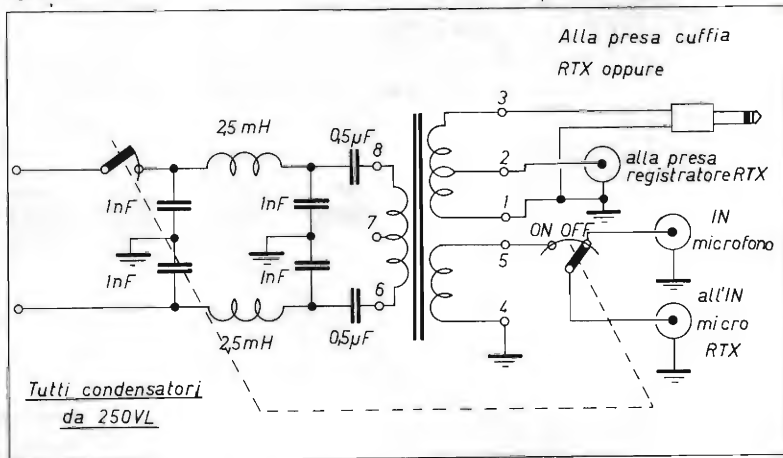 Alla presa cuffia
RTX oppure
3
2,5 mH
0,5µF
8
2
alla presa
registratore RTX
1nF
1nF
1
7
ON OFF
IN
microfono
1nF
1nF
5
6
all'IN
micro
RTX
4
2,5mH
0,5µF
Tutti condensatori
da 250VL